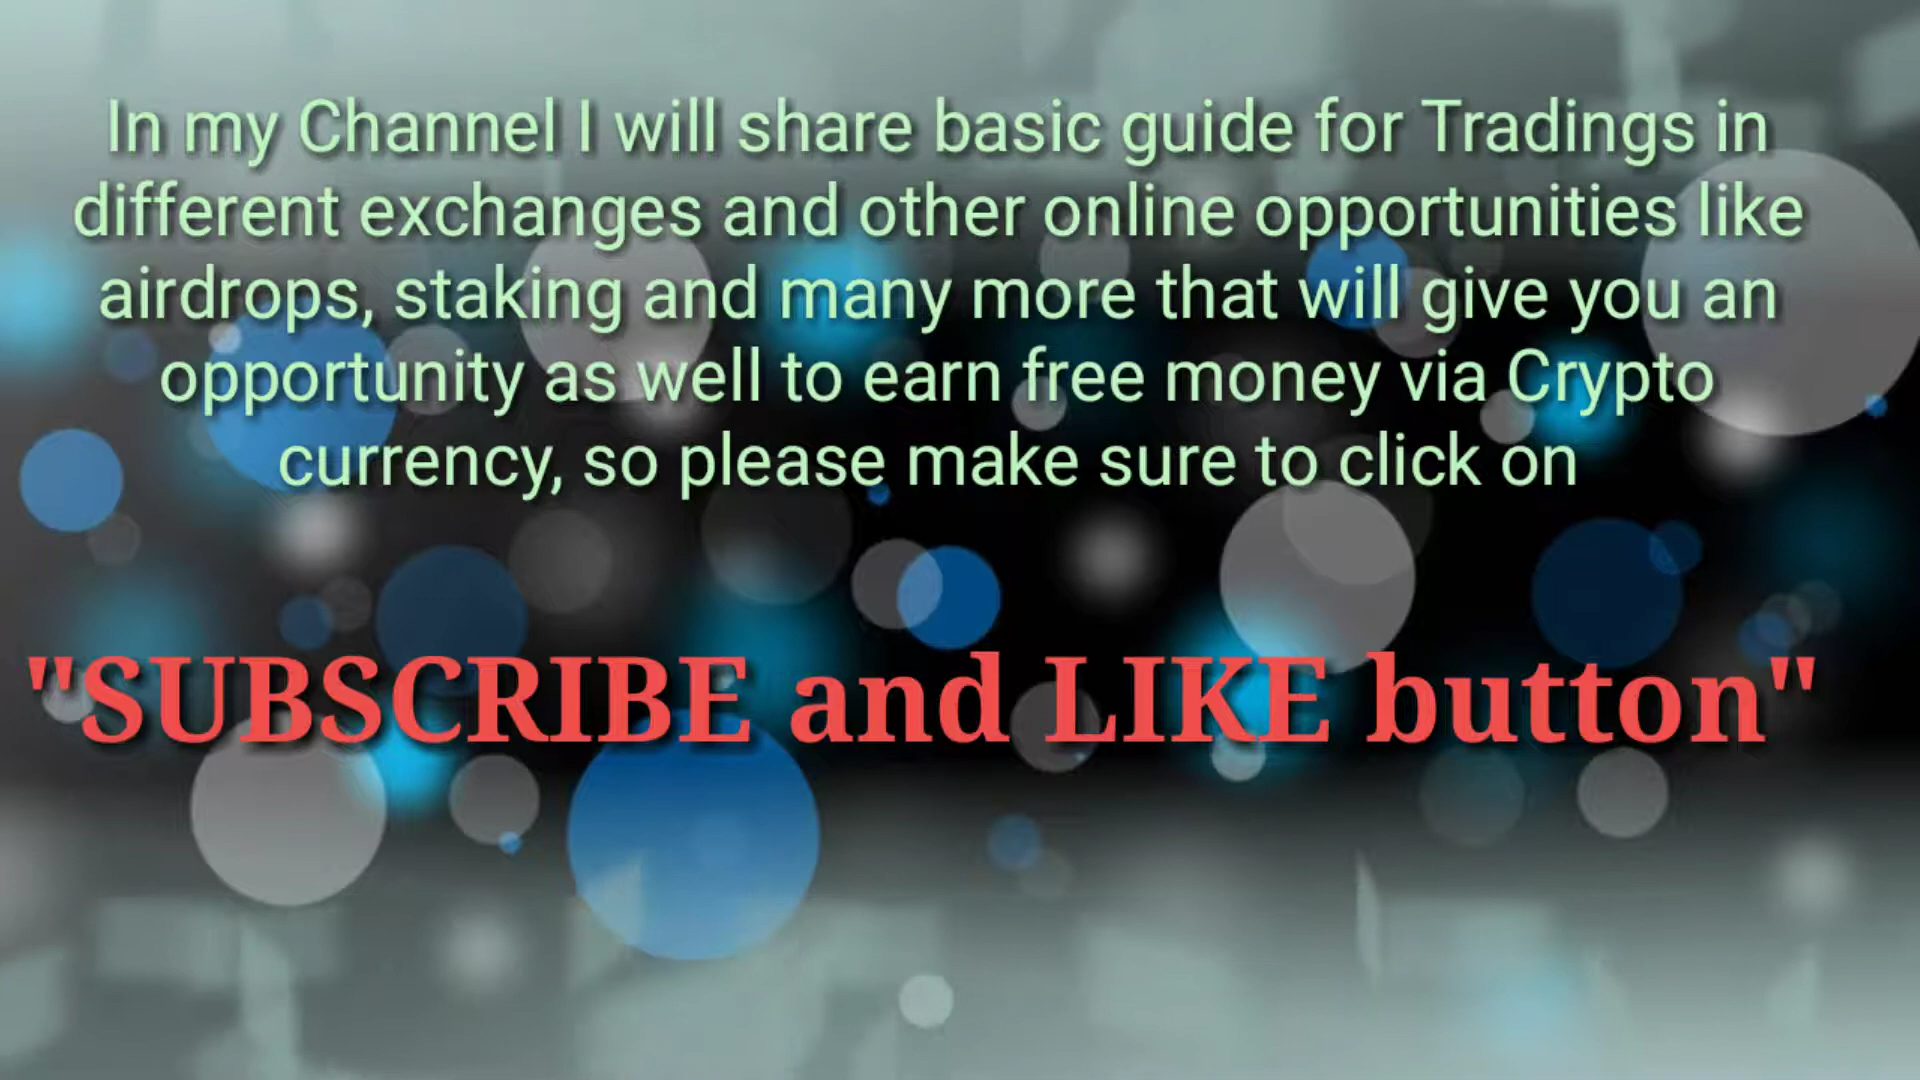 In my Channel I will share basic guide for Tradings in
different exchanges and other online opportunities like
airdrops, staking and many more that will give you an
opportunity as well to earn free money via Crypto
currency, so please make sure to click on
"SUBSCRIBE and LIKE button"